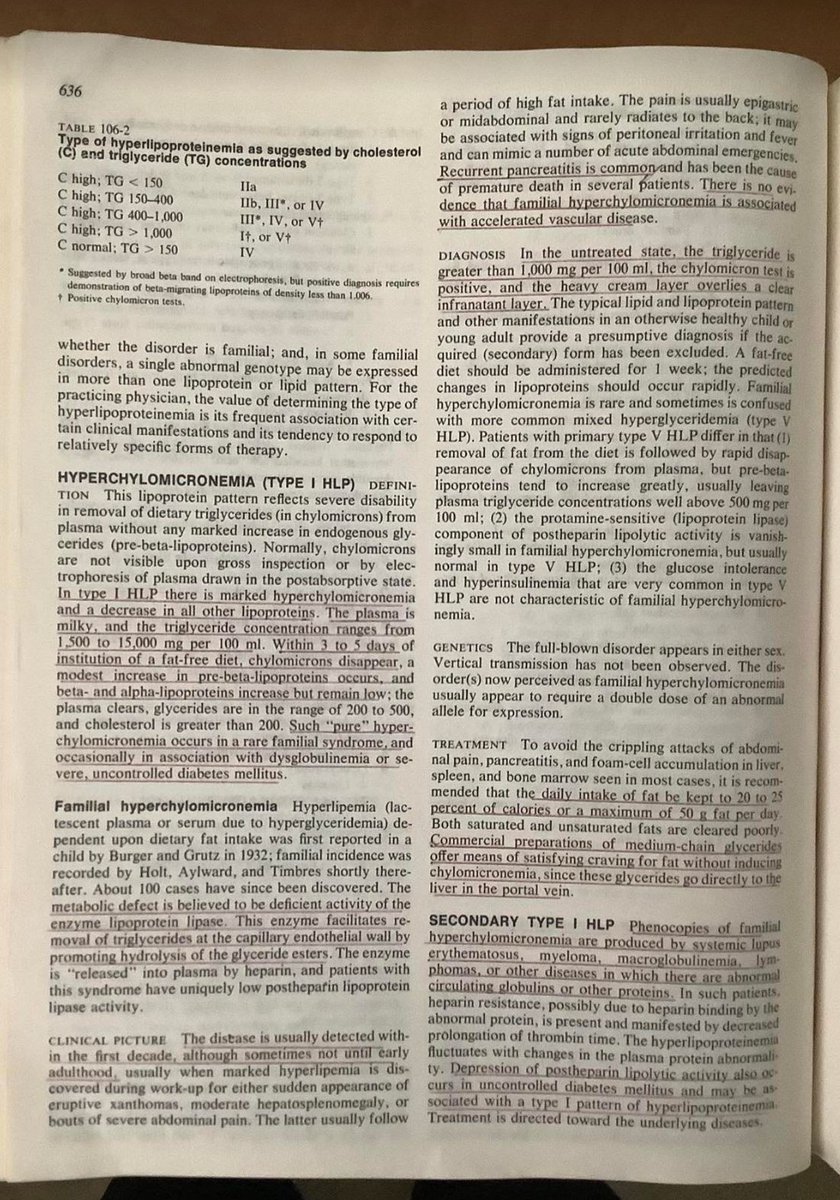 636
TABLE 106-2
Type of hyperlipoproteinemia as suggested by cholesterol
(C) and triglyceride (TG) concentrations
C high; TG < 150 IIa
C high; TG 150–400 IIb, III*, or IV
C high; TG 400–1,000 III*, IV, or V†
C high; TG > 1,000 I†, or V†
C normal; TG > 150 IV
* Suggested by broad beta band on electrophoresis, but positive diagnosis requires
demonstration of beta-migrating lipoproteins of density less than 1.006.
† Positive chylomicron tests.
whether the disorder is familial; and, in some familial
disorders, a single abnormal genotype may be expressed
in more than one lipoprotein or lipid pattern. For the
practicing physician, the value of determining the type of
hyperlipoproteinemia is its frequent association with cer-
tain clinical manifestations and its tendency to respond to
relatively specific forms of therapy.
HYPERCHYLOMICRONEMIA (TYPE I HLP) DEFINI-
TION This lipoprotein pattern reflects severe disability
in removal of dietary triglycerides (in chylomicrons) from
plasma without any marked increase in endogenous gly-
cerides (pre-beta-lipoproteins). Normally, chylomicrons
are not visible upon gross inspection or by elec-
trophoresis of plasma drawn in the postabsorptive state.
In type I HLP there is marked hyperchylomicronemia
and a decrease in all other lipoproteins. The plasma is
milky, and the triglyceride concentration ranges from
1,500 to 15,000 mg per 100 ml. Within 3 to 5 days of
institution of a fat-free diet, chylomicrons disappear, a
modest increase in pre-beta-lipoproteins occurs, and
beta- and alpha-lipoproteins increase but remain low; the
plasma clears, glycerides are in the range of 200 to 500,
and cholesterol is greater than 200. Such "pure" hyper-
chylomicronemia occurs in a rare familial syndrome, and
occasionally in association with dysglobulinemia or se-
vere, uncontrolled diabetes mellitus.
Familial hyperchylomicronemia Hyperlipemia (lac-
tescent plasma or serum due to hyperglyceridemia) de-
pendent upon dietary fat intake was first reported in a
child by Burger and Grutz in 1932; familial incidence was
recorded by Holt, Aylward, and Timbres shortly there-
after. About 100 cases have since been discovered. The
metabolic defect is believed to be deficient activity of the
enzyme lipoprotein lipase. This enzyme facilitates re-
moval of triglycerides at the capillary endothelial wall by
promoting hydrolysis of the glyceride esters. The enzyme
is "released" into plasma by heparin, and patients with
this syndrome have uniquely low postheparin lipoprotein
lipase activity.
CLINICAL PICTURE The disease is usually detected with-
in the first decade, although sometimes not until early
adulthood, usually when marked hyperlipemia is dis-
covered during work-up for either sudden appearance of
eruptive xanthomas, moderate hepatosplenomegaly, or
bouts of severe abdominal pain. The latter usually follow
a period of high fat intake. The pain is usually epigastric
or midabdominal and rarely radiates to the back; it may
be associated with signs of peritoneal irritation and fever
and can mimic a number of acute abdominal emergencies.
Recurrent pancreatitis is common and has been the cause
of premature death in several patients. There is no evi-
dence that familial hyperchylomicronemia is associated
with accelerated vascular disease.
DIAGNOSIS In the untreated state, the triglyceride is
greater than 1,000 mg per 100 ml, the chylomicron test is
positive, and the heavy cream layer overlies a clear
infranatant layer. The typical lipid and lipoprotein pattern
and other manifestations in an otherwise healthy child or
young adult provide a presumptive diagnosis if the ac-
quired (secondary) form has been excluded. A fat-free
diet should be administered for 1 week; the predicted
changes in lipoproteins should occur rapidly. Familial
hyperchylomicronemia is rare and sometimes is confused
with more common mixed hyperglyceridemia (type V
HLP). Patients with primary type V HLP differ in that (1)
removal of fat from the diet is followed by rapid disap-
pearance of chylomicrons from plasma, but pre-beta-
lipoproteins tend to increase greatly, usually leaving
plasma triglyceride concentrations well above 500 mg per
100 ml; (2) the protamine-sensitive (lipoprotein lipase)
component of postheparin lipolytic activity is vanish-
ingly small in familial hyperchylomicronemia, but usually
normal in type V HLP; (3) the glucose intolerance
and hyperinsulinemia that are very common in type V
HLP are not characteristic of familial hyperchylomicro-
nemia.
GENETICS The full-blown disorder appears in either sex.
Vertical transmission has not been observed. The dis-
order(s) now perceived as familial hyperchylomicronemia
usually appear to require a double dose of an abnormal
allele for expression.
TREATMENT To avoid the crippling attacks of abdomi-
nal pain, pancreatitis, and foam-cell accumulation in liver,
spleen, and bone marrow seen in most cases, it is recom-
mended that the daily intake of fat be kept to 20 to 25
percent of calories or a maximum of 50 g fat per day.
Both saturated and unsaturated fats are cleared poorly.
Commercial preparations of medium-chain glycerides
offer means of satisfying craving for fat without inducing
chylomicronemia, since these glycerides go directly to the
liver in the portal vein.
SECONDARY TYPE I HLP Phenocopies of familial
hyperchylomicronemia are produced by systemic lupus
erythematosus, myeloma, macroglobulinemia, lym-
phomas, or other diseases in which there are abnormal
circulating globulins or other proteins. In such patients,
heparin resistance, possibly due to heparin binding by the
abnormal protein, is present and manifested by decreased
prolongation of thrombin time. The hyperlipoproteinemia
fluctuates with changes in the plasma protein abnormali-
ty. Depression of postheparin lipolytic activity also oc-
curs in uncontrolled diabetes mellitus and may be as-
sociated with a type I pattern of hyperlipoproteinemia.
Treatment is directed toward the underlying diseases.